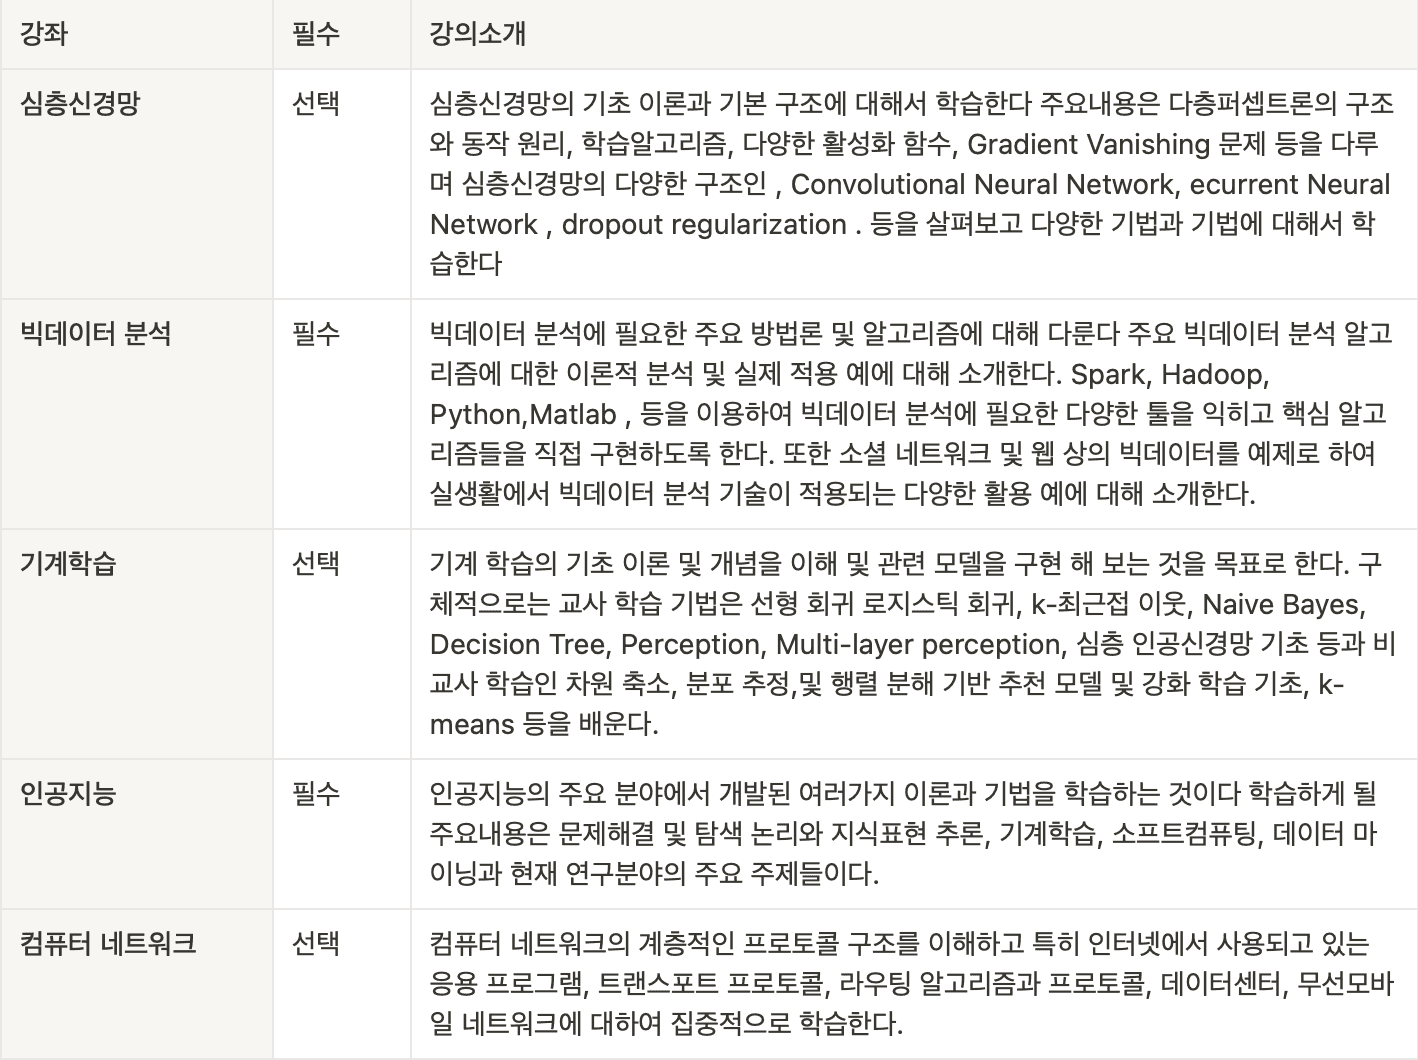 강좌 필수 강의소개
심층신경망 선택 심층신경망의 기초 이론과 기본 구조에 대해서 학습한다 주요내용은 다층퍼셉트론의 구조
와 동작 원리, 학습알고리즘, 다양한 활성화 함수, Gradient Vanishing 문제 등을 다루
며 심층신경망의 다양한 구조인 , Convolutional Neural Network, ecurrent Neural
Network , dropout regularization . 등을 살펴보고 다양한 기법과 기법에 대해서 학
습한다
빅데이터 분석 필수 빅데이터 분석에 필요한 주요 방법론 및 알고리즘에 대해 다룬다 주요 빅데이터 분석 알고
리즘에 대한 이론적 분석 및 실제 적용 예에 대해 소개한다. Spark, Hadoop,
Python,Matlab , 등을 이용하여 빅데이터 분석에 필요한 다양한 툴을 익히고 핵심 알고
리즘들을 직접 구현하도록 한다. 또한 소셜 네트워크 및 웹 상의 빅데이터를 예제로 하여
실생활에서 빅데이터 분석 기술이 적용되는 다양한 활용 예에 대해 소개한다.
기계학습 선택 기계 학습의 기초 이론 및 개념을 이해 및 관련 모델을 구현 해 보는 것을 목표로 한다. 구
체적으로는 교사 학습 기법은 선형 회귀 로지스틱 회귀, k-최근접 이웃, Naive Bayes,
Decision Tree, Perception, Multi-layer perception, 심층 인공신경망 기초 등과 비
교사 학습인 차원 축소, 분포 추정,및 행렬 분해 기반 추천 모델 및 강화 학습 기초, k-
means 등을 배운다.
인공지능 필수 인공지능의 주요 분야에서 개발된 여러가지 이론과 기법을 학습하는 것이다 학습하게 될
주요내용은 문제해결 및 탐색 논리와 지식표현 추론, 기계학습, 소프트컴퓨팅, 데이터 마
이닝과 현재 연구분야의 주요 주제들이다.
컴퓨터 네트워크 선택 컴퓨터 네트워크의 계층적인 프로토콜 구조를 이해하고 특히 인터넷에서 사용되고 있는
응용 프로그램, 트랜스포트 프로토콜, 라우팅 알고리즘과 프로토콜, 데이터센터, 무선모바
일 네트워크에 대하여 집중적으로 학습한다.